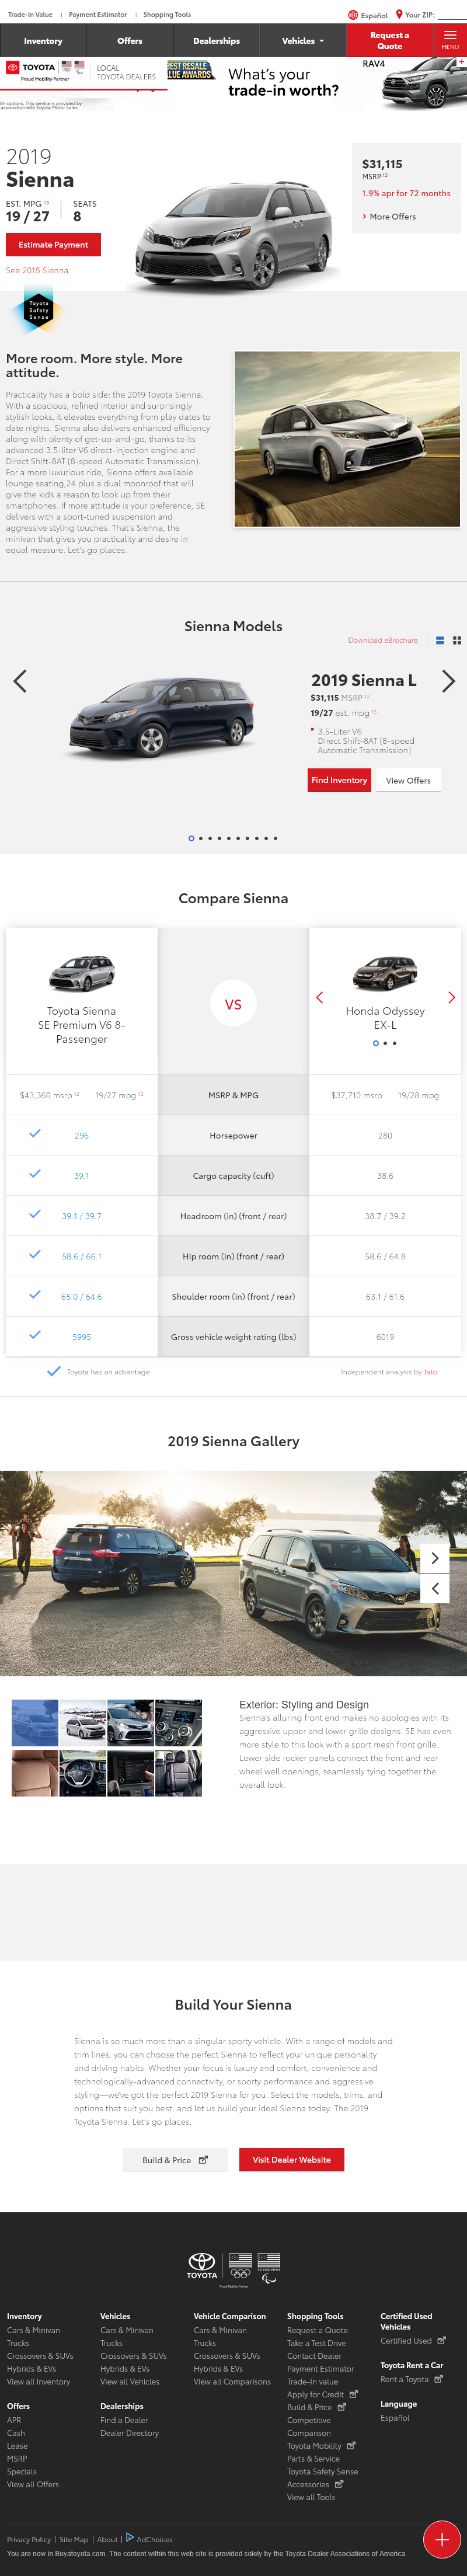 Trade-In Value | Payment Estimator | Shopping Tools
Español Your ZIP:
Inventory
Offers
Dealerships
Vehicles
Request a
Quote
MENU
TOYOTA
Proud Mobility Partner
LOCAL
TOYOTA DEALERS
BEST RESALE
VALUE AWARDS
What's your
trade-in worth?
RAV4
2019
Sienna
EST. MPG 13
19 / 27
SEATS
8
Estimate Payment
See 2018 Sienna
$31,115
MSRP 12
1.9% apr for 72 months
More Offers
Toyota
Safety
Sense
More room. More style. More
attitude.
Practicality has a bold side: the 2019 Toyota Sienna.
With a spacious, refined interior and surprisingly
stylish looks, it elevates everything from play dates to
date nights. Sienna also delivers enhanced efficiency
along with plenty of get-up-and-go, thanks to its
advanced 3.5-liter V6 direct-injection engine and
Direct Shift-8AT (8-speed Automatic Transmission).
For a more luxurious ride, Sienna offers available
lounge seating,24 plus a dual moonroof that will
give the kids a reason to look up from their
smartphones. If more attitude is your preference, SE
delivers with a sport-tuned suspension and
aggressive styling touches. That's Sienna, the
minivan that gives you practicality and desire in
equal measure. Let's go places.
Sienna Models
Download eBrochure
2019 Sienna L
$31,115 MSRP 12
19/27 est. mpg 13
3.5-Liter V6
Direct Shift-8AT (8-speed
Automatic Transmission)
Find Inventory
View Offers
Compare Sienna
Toyota Sienna
SE Premium V6 8-
Passenger
VS
Honda Odyssey
EX-L
$43,360 msrp 12 19/27 mpg 13 MSRP & MPG $37,710 msrp 19/28 mpg
296 Horsepower 280
39.1 Cargo capacity (cuft) 38.6
39.1 / 39.7 Headroom (in) (front / rear) 38.7 / 39.2
58.6 / 66.1 Hip room (in) (front / rear) 58.6 / 64.8
65.0 / 64.6 Shoulder room (in) (front / rear) 63.1 / 61.6
5995 Gross vehicle weight rating (lbs) 6019
Toyota has an advantage
Independent analysis by Jato
2019 Sienna Gallery
Exterior: Styling and Design
Sienna's alluring front end makes no apologies with its
aggressive upper and lower grille designs. SE has even
more style to this look with a sport mesh front grille.
Lower side rocker panels connect the front and rear
wheel well openings, seamlessly tying together the
overall look.
Build Your Sienna
Sienna is so much more than a singular sporty vehicle. With a range of models and
trim levels, you can choose the perfect Sienna to reflect your unique personality
and driving habits. Whether your focus is luxury and comfort, convenience and
technologically-advanced connectivity, or sporty performance and aggressive
styling—we've got the perfect 2019 Sienna for you. Select the models, trims, and
options that suit you best, and let us build your ideal Sienna today. The 2019
Toyota Sienna. Let's go places.
Build & Price
Visit Dealer Website
TOYOTA
Inventory
Cars & Minivan
Trucks
Crossovers & SUVs
Hybrids & EVs
View all Inventory
Offers
APR
Cash
Lease
MSRP
Specials
View all Offers
Vehicles
Cars & Minivan
Trucks
Crossovers & SUVs
Hybrids & EVs
View all Vehicles
Dealerships
Find a Dealer
Dealer Directory
Vehicle Comparison
Cars & Minivan
Trucks
Crossovers & SUVs
Hybrids & EVs
View all Comparisons
Shopping Tools
Request a Quote
Take a Test Drive
Contact Dealer
Payment Estimator
Trade-In value
Apply for Credit
Build & Price
Competitive
Comparison
Toyota Mobility
Parts & Service
Toyota Safety Sense
Accessories
View all Tools
Certified Used
Vehicles
Certified Used
Toyota Rent a Car
Rent a Toyota
Language
Español
Privacy Policy | Site Map | About | AdChoices
You are now in Buyatoyota.com. The content within this web site is provided solely by the Toyota Dealer Associations of America.